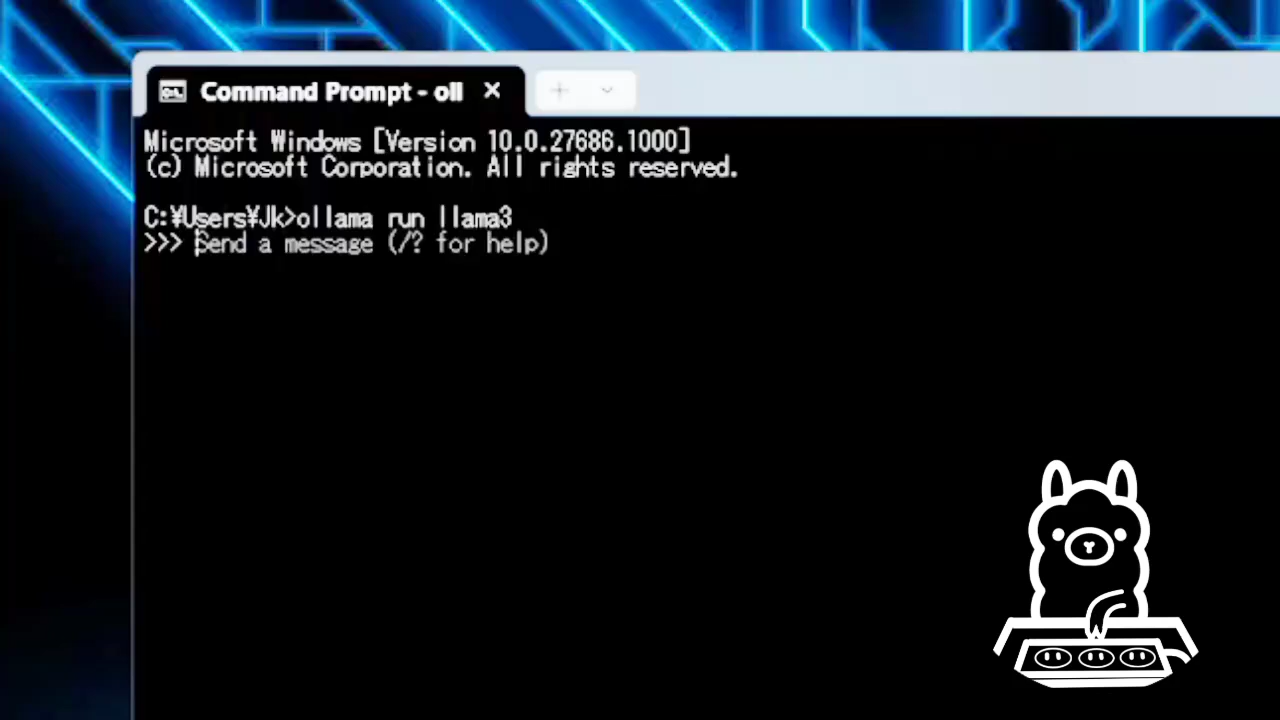 Command Prompt - oll
Microsoft Windows [Version 10.0.27686.1000]
(c) Microsoft Corporation. All rights reserved.
C:¥Users¥Jk>ollama run llama3
>>> Send a message (/? for help)